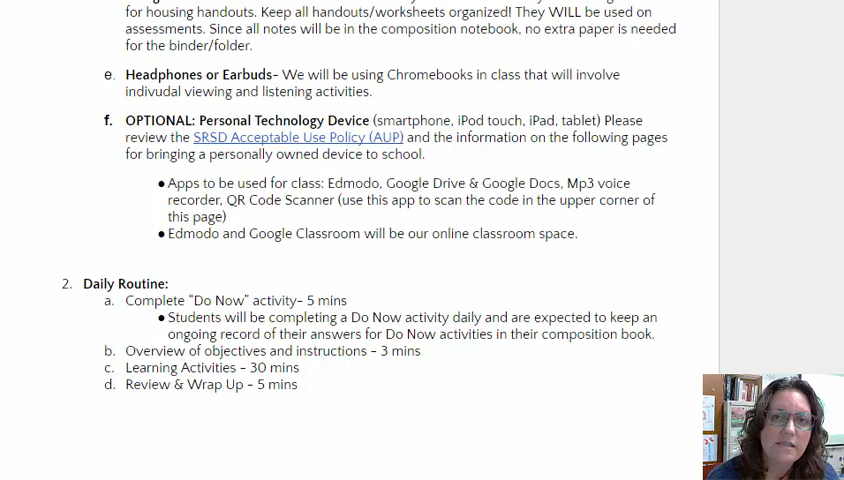 for housing handouts. Keep all handouts/worksheets organized! They WILL be used on
assessments. Since all notes will be in the composition notebook, no extra paper is needed
for the binder/folder.
e. Headphones or Earbuds- We will be using Chromebooks in class that will involve
indivudal viewing and listening activities.
f. OPTIONAL: Personal Technology Device (smartphone, iPod touch, iPad, tablet) Please
review the SRSD Acceptable Use Policy (AUP) and the information on the following pages
for bringing a personally owned device to school.
● Apps to be used for class: Edmodo, Google Drive & Google Docs, Mp3 voice
recorder, QR Code Scanner (use this app to scan the code in the upper corner of
this page)
● Edmodo and Google Classroom will be our online classroom space.
2. Daily Routine:
a. Complete "Do Now" activity- 5 mins
● Students will be completing a Do Now activity daily and are expected to keep an
ongoing record of their answers for Do Now activities in their composition book.
b. Overview of objectives and instructions - 3 mins
c. Learning Activities - 30 mins
d. Review & Wrap Up - 5 mins